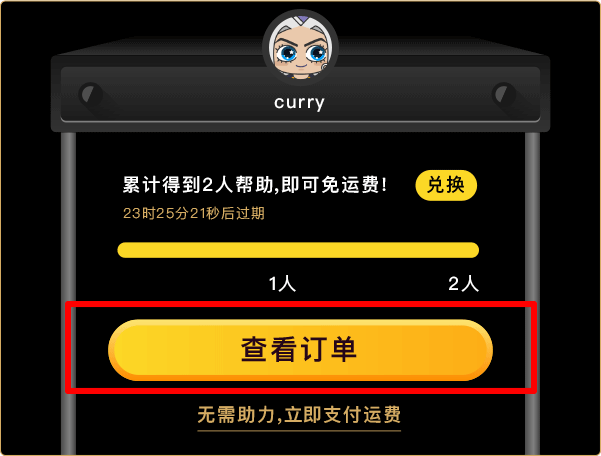 curry
累计得到2人帮助,即可免运费!
兑换
23时25分21秒后过期
1人
2人
查看订单
无需助力,立即支付运费